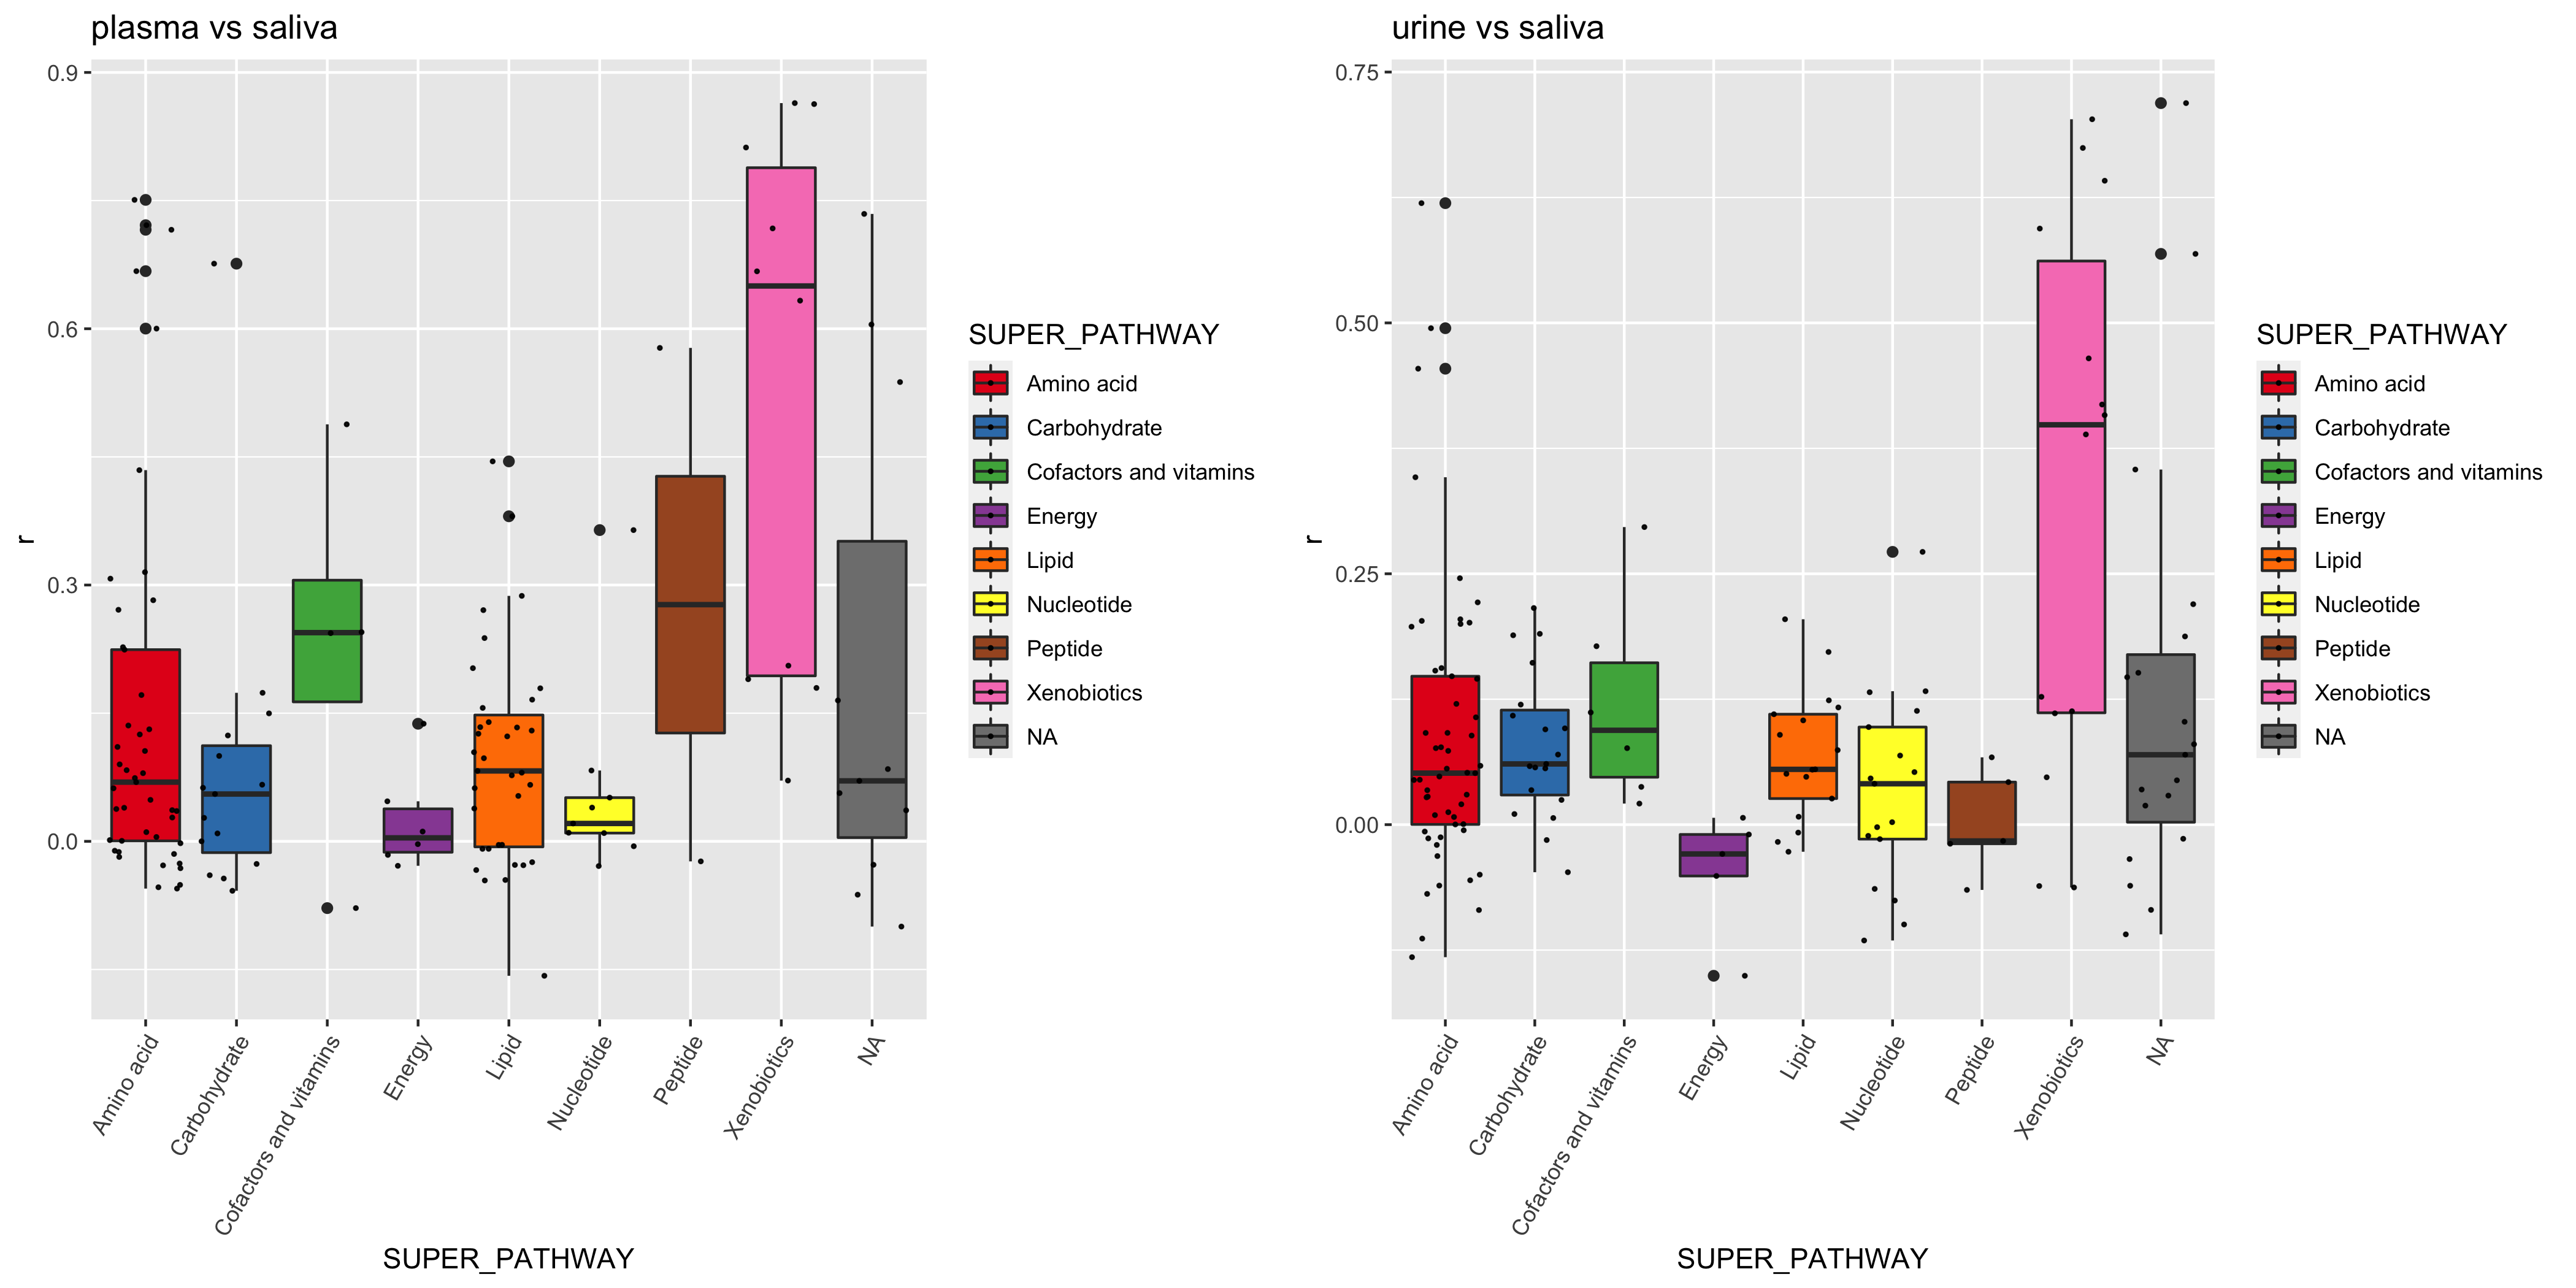 plasma vs saliva
0.9
0.6
0.3
0.0
r
Amino acid
Carbohydrate
Cofactors and vitamins
Energy
Lipid
Nucleotide
Peptide
Xenobiotics
NA
SUPER_PATHWAY
SUPER_PATHWAY
Amino acid
Carbohydrate
Cofactors and vitamins
Energy
Lipid
Nucleotide
Peptide
Xenobiotics
NA
urine vs saliva
0.75
0.50
0.25
0.00
r
Amino acid
Carbohydrate
Cofactors and vitamins
Energy
Lipid
Nucleotide
Peptide
Xenobiotics
NA
SUPER_PATHWAY
SUPER_PATHWAY
Amino acid
Carbohydrate
Cofactors and vitamins
Energy
Lipid
Nucleotide
Peptide
Xenobiotics
NA